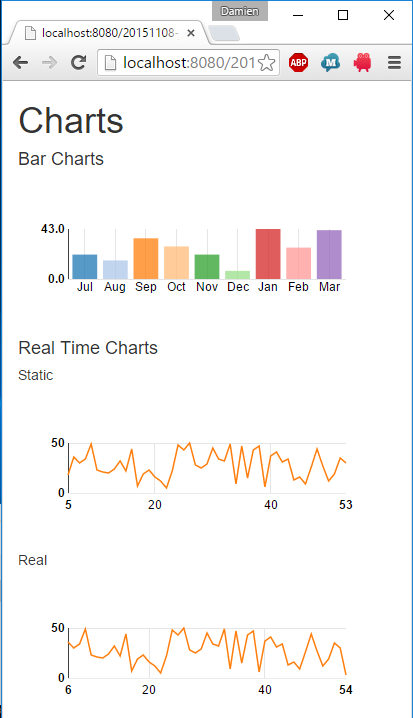 Damien
localhost:8080/20151108-
localhost:8080/201
ABP
M
Charts
Bar Charts
43.0
0.0
Jul Aug Sep Oct Nov Dec Jan Feb Mar
Real Time Charts
Static
50
0
5 20 40 53
Real
50
0
6 20 40 54